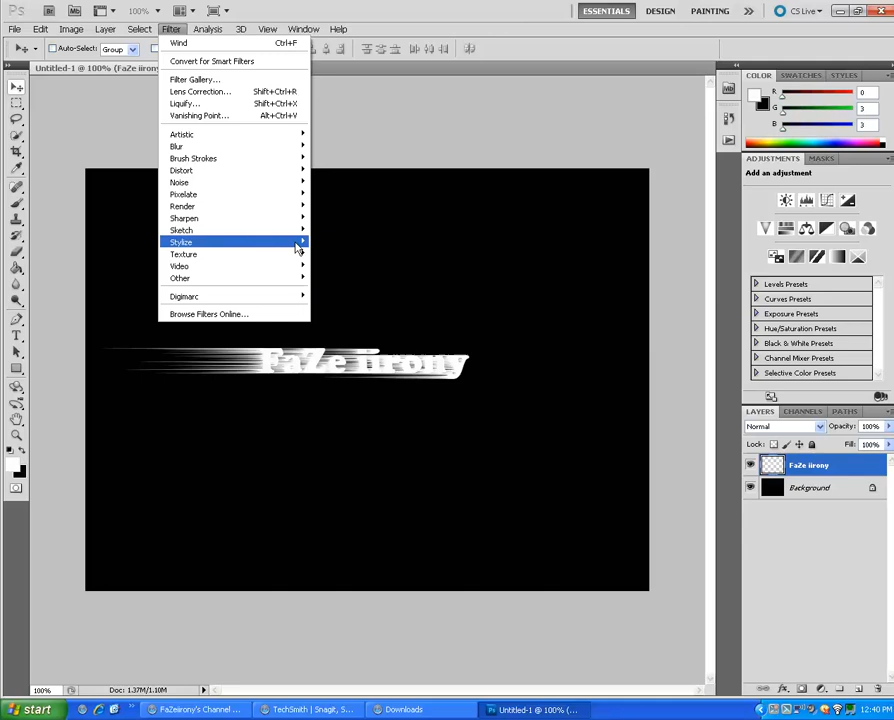 Ps Br Mb 100% ESSENTIALS DESIGN PAINTING >> CS Live
File Edit Image Layer Select Filter Analysis 3D View Window Help
Auto-Select: Group
Untitled-1 @ 100% (FaZe iirony
Wind Ctrl+F
Convert for Smart Filters
Filter Gallery...
Lens Correction... Shift+Ctrl+R
Liquify... Shift+Ctrl+X
Vanishing Point... Alt+Ctrl+V
Artistic
Blur
Brush Strokes
Distort
Noise
Pixelate
Render
Sharpen
Sketch
Stylize
Texture
Video
Other
Digimarc
Browse Filters Online...
FaZe iirony
COLOR SWATCHES STYLES
R 0
G 3
B 3
ADJUSTMENTS MASKS
Add an adjustment
Levels Presets
Curves Presets
Exposure Presets
Hue/Saturation Presets
Black & White Presets
Channel Mixer Presets
Selective Color Presets
LAYERS CHANNELS PATHS
Normal Opacity: 100%
Lock: Fill: 100%
FaZe iirony
Background
100% Doc: 1.37M/1.10M
start FaZeiirony's Channel ... TechSmith | Snagit, S... Downloads Untitled-1 @ 100% (... 12:40 PM